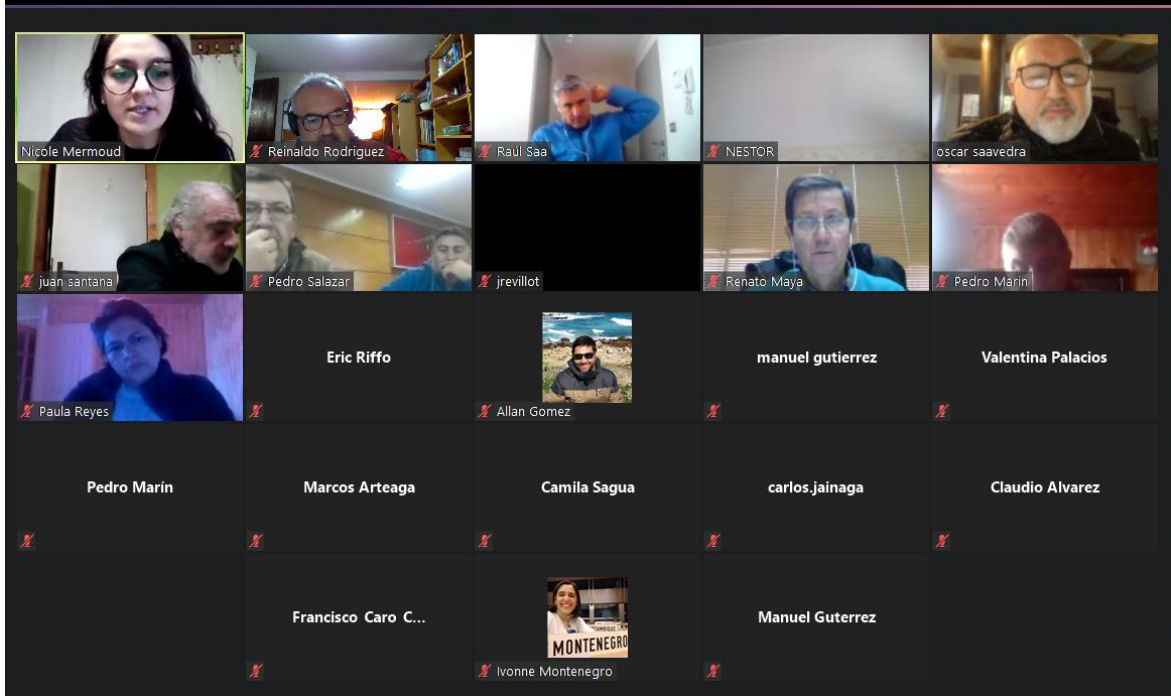 Nicole Mermoud
Reinaldo Rodriguez
Raúl Saa
NESTOR
oscar saavedra
juan santana
Pedro Salazar
jrevillot
Renato Maya
Pedro Marin
Paula Reyes
Eric Riffo
Allan Gomez
manuel gutierrez
Valentina Palacios
Pedro Marín
Marcos Arteaga
Camila Sagua
carlos.jainaga
Claudio Alvarez
Francisco Caro C...
MONTENEGRO
Ivonne Montenegro
Manuel Guterrez